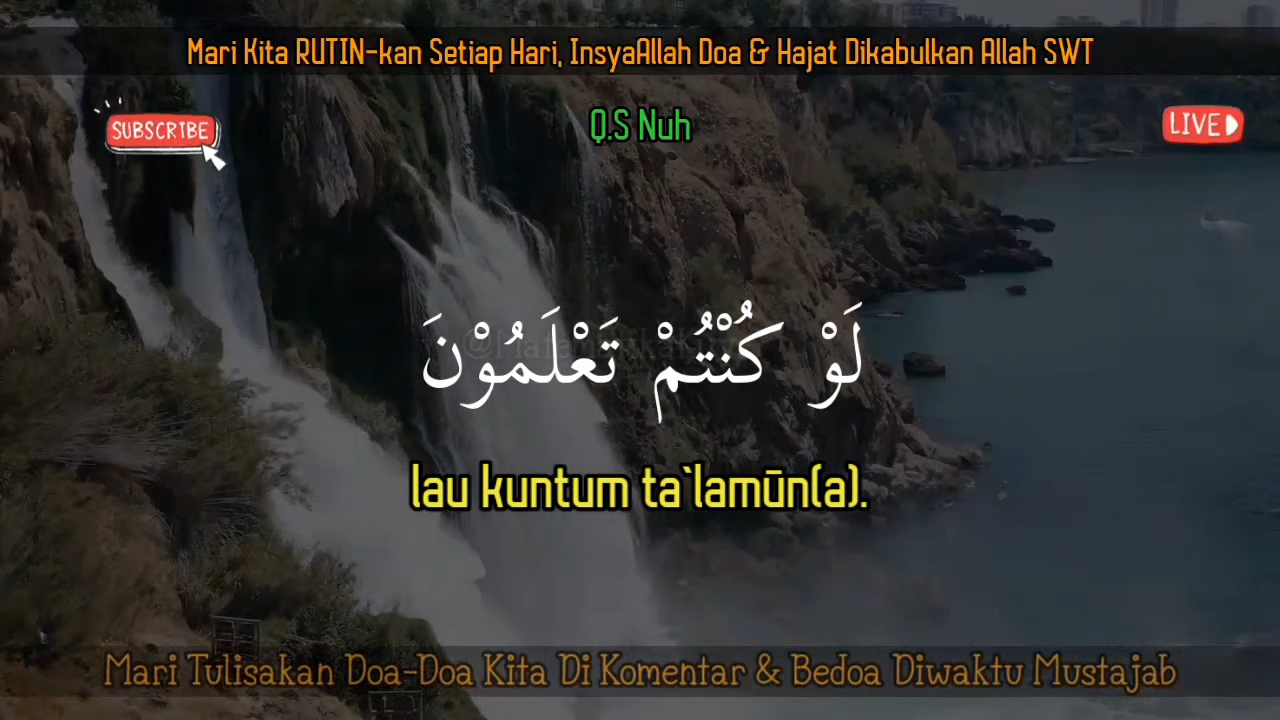 Mari Kita RUTIN-kan Setiap Hari, InsyaAllah Doa & Hajat Dikabulkan Allah SWT
SUBSCRIBE
Q.S Nuh
LIVE
لَوْ كُنْتُمْ تَعْلَمُوْنَ
lau kuntum ta`lamūn(a).
Mari Tulisakan Doa-Doa Kita Di Komentar & Bedoa Diwaktu Mustajab